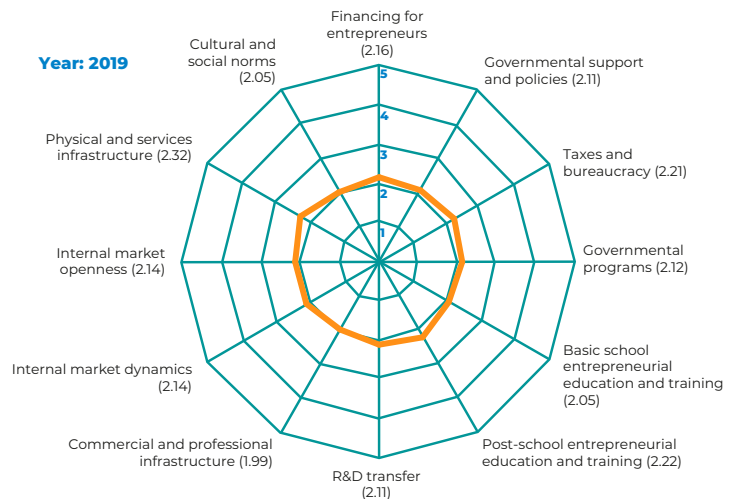 Year: 2019
Financing for
entrepreneurs
(2.16)
Governmental support
and policies (2.11)
Taxes and
bureaucracy (2.21)
Governmental
programs (2.12)
Basic school
entrepreneurial
education and training
(2.05)
Post-school entrepreneurial
education and training (2.22)
R&D transfer
(2.11)
Commercial and professional
infrastructure (1.99)
Internal market dynamics
(2.14)
Internal market
openness (2.14)
Physical and services
infrastructure (2.32)
Cultural and
social norms
(2.05)
5
4
3
2
1